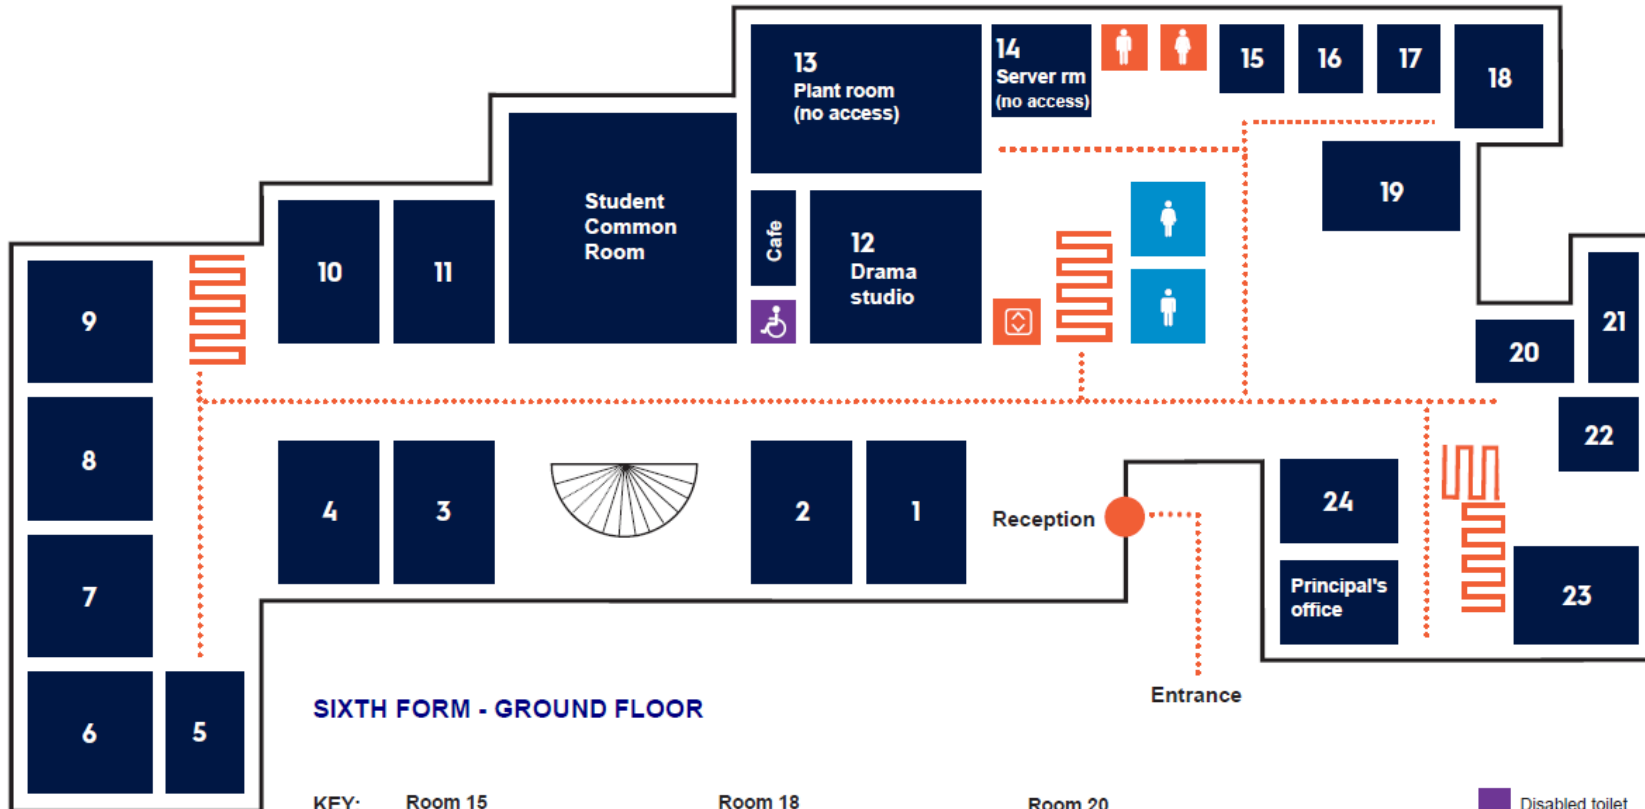 13
Plant room
(no access)
14
Server rm
(no access)
15
16
17
18
19
Student
Common
Room
Cafe
12
Drama
studio
10
11
9
8
7
6
5
4
3
2
1
20
21
22
23
24
Principal's
office
Reception
Entrance
SIXTH FORM - GROUND FLOOR
KEY:
Room 15
Room 18
Room 20
Disabled toilet